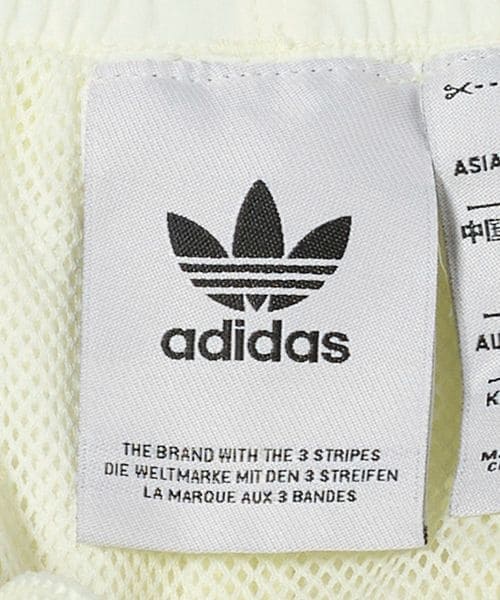 adidas
THE BRAND WITH THE 3 STRIPES
DIE WELTMARKE MIT DEN 3 STREIFEN
LA MARQUE AUX 3 BANDES
ASIA
中国
AU
K